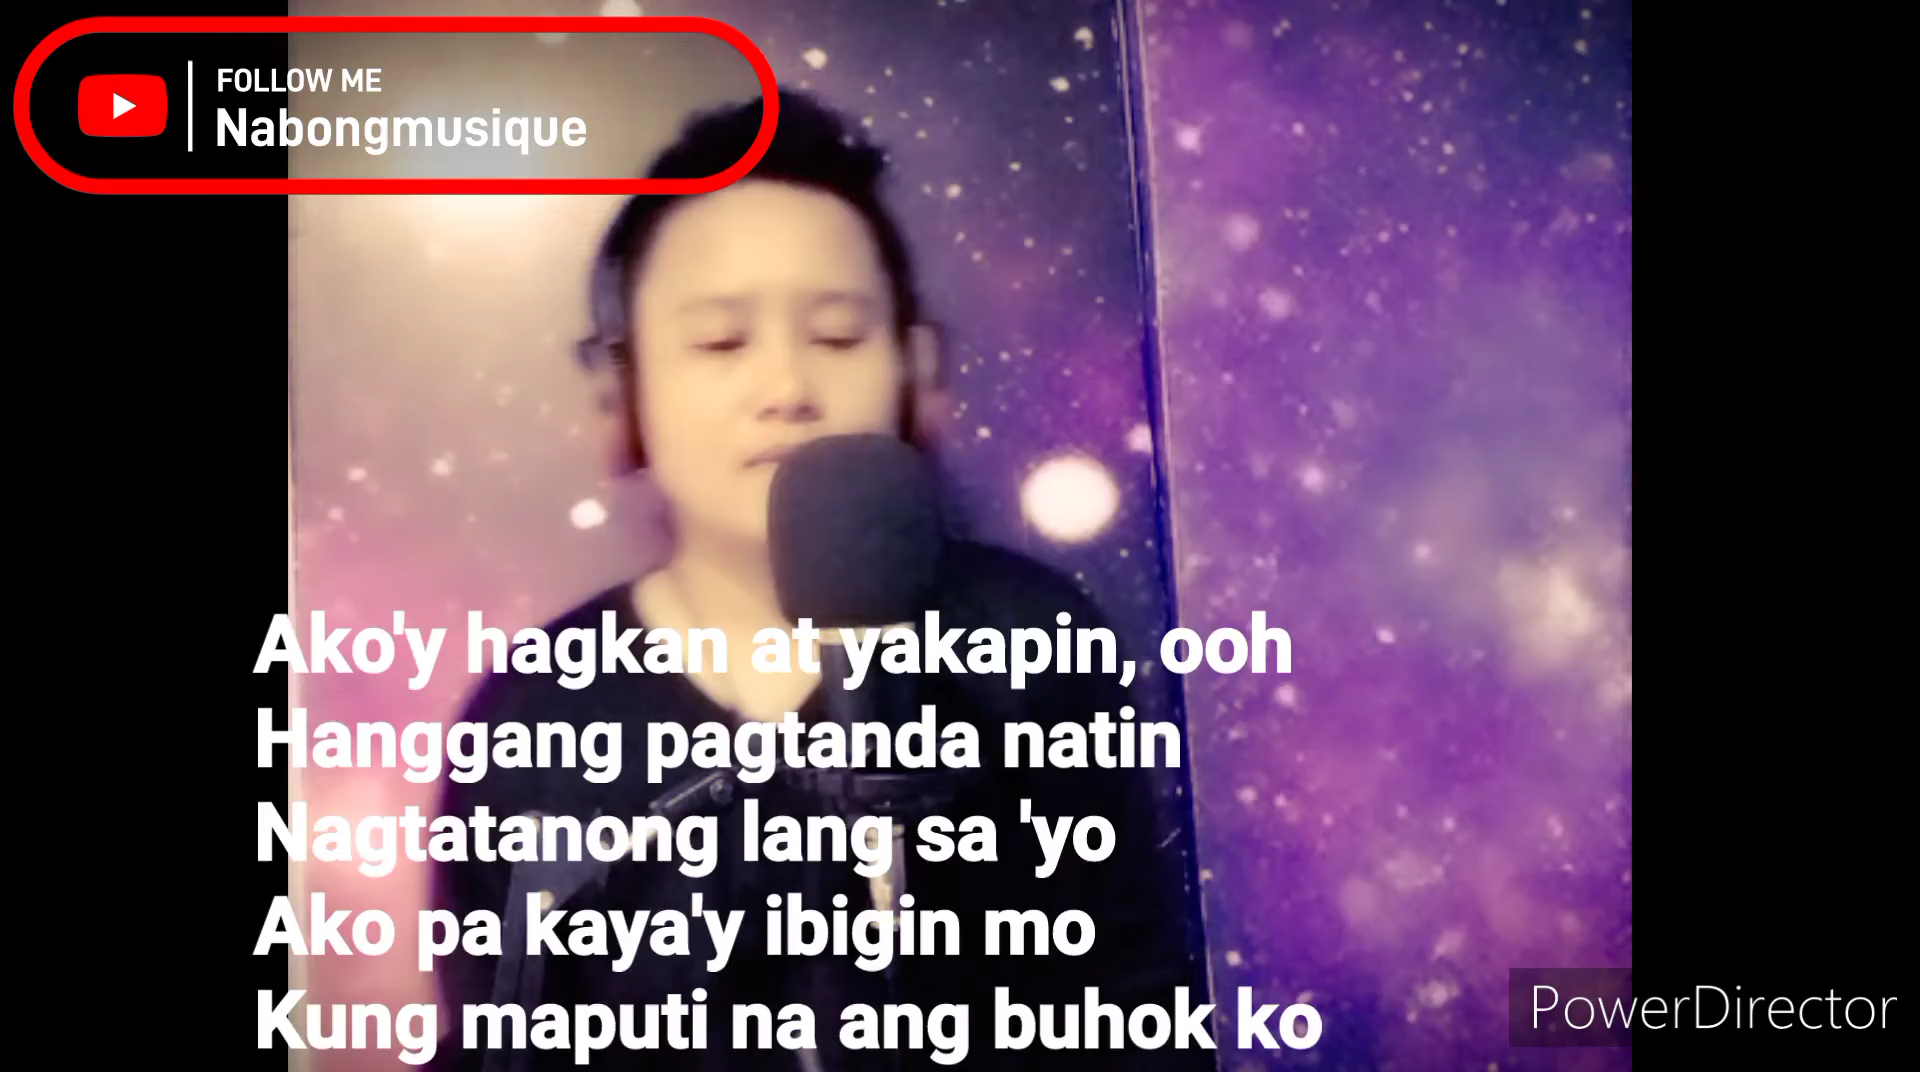 FOLLOW ME
Nabongmusique
Ako'y hagkan at yakapin, ooh
Hanggang pagtanda natin
Nagtatanong lang sa 'yo
Ako pa kaya'y ibigin mo
Kung maputi na ang buhok ko
PowerDirector